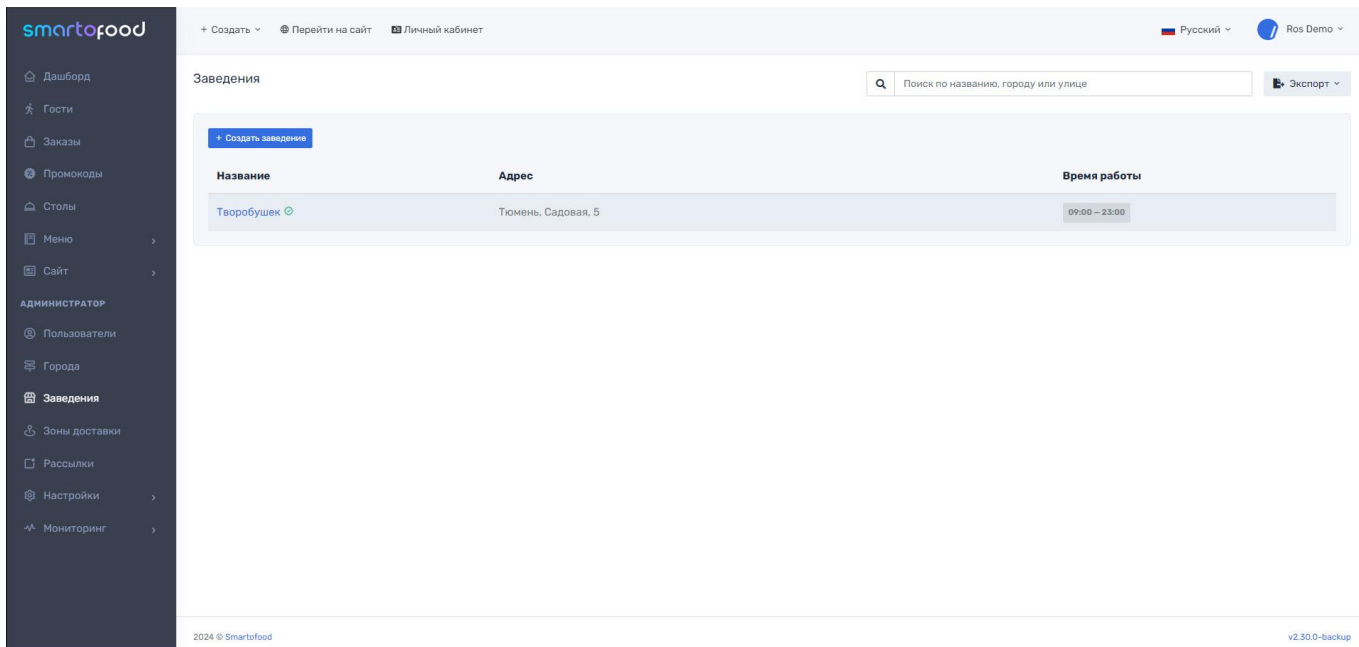 smartofood
+ Создать Перейти на сайт Личный кабинет Русский Ros Demo
Дашборд
Гости
Заказы
Промокоды
Столы
Меню
Сайт
АДМИНИСТРАТОР
Пользователи
Города
Заведения
Зоны доставки
Рассылки
Настройки
Мониторинг
Заведения Поиск по названию, городу или улице Экспорт
+ Создать заведение
Название Адрес Время работы
Творобушек Тюмень, Садовая, 5 09:00 – 23:00
2024 © Smartofood v2.30.0-backup